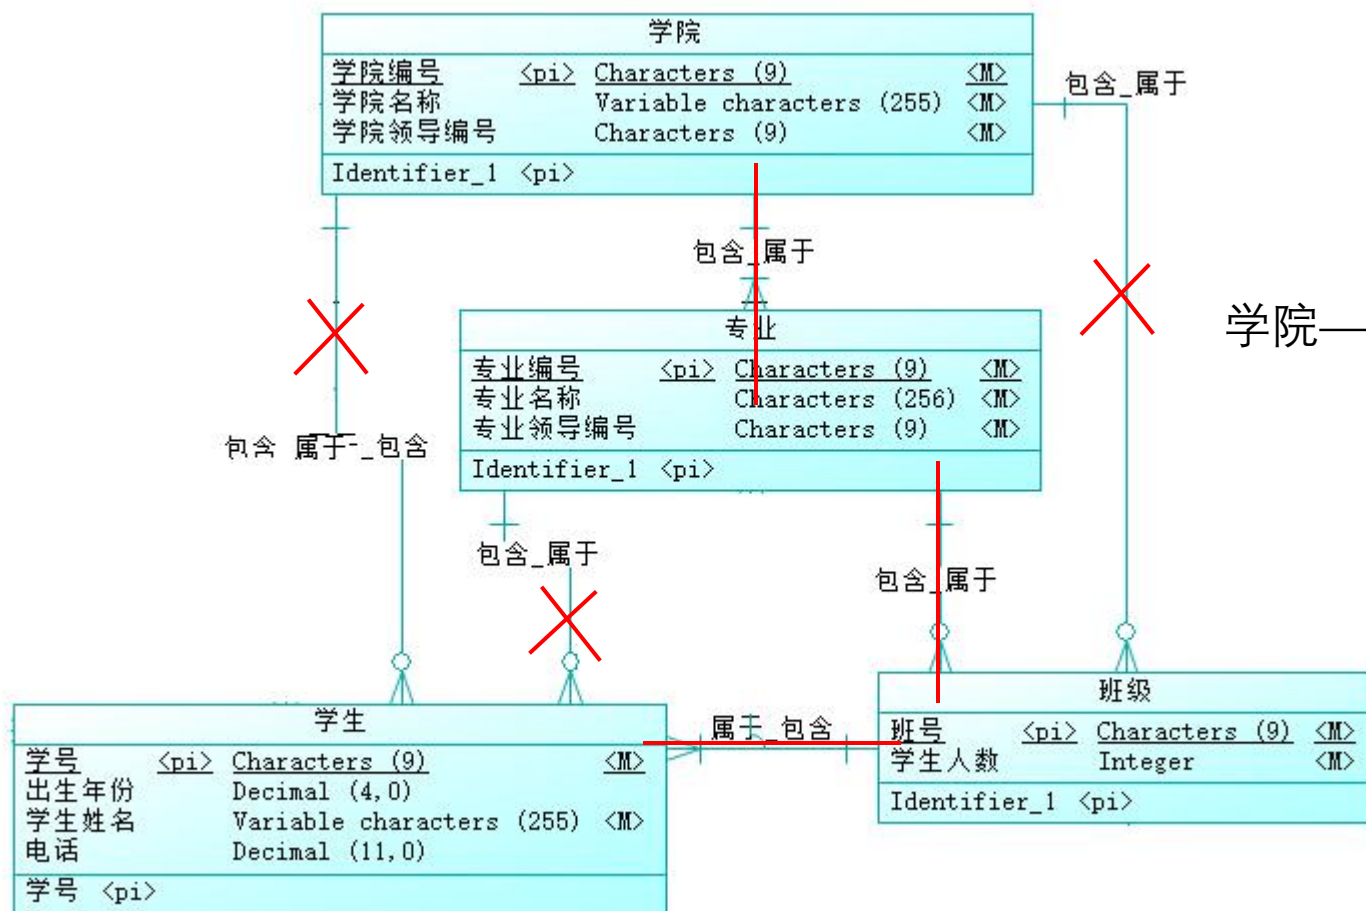 学院
学院编号 <pi> Characters (9) <M>
学院名称 Variable characters (255) <M>
学院领导编号 Characters (9) <M>
Identifier_1 <pi>
包含_属于
包含_属于
学院—
专业
专业编号 <pi> Characters (9) <M>
专业名称 Characters (256) <M>
专业领导编号 Characters (9) <M>
Identifier_1 <pi>
包含 属于-_包含
包含_属于
包含_属于
学生
学号 <pi> Characters (9) <M>
出生年份 Decimal (4,0)
学生姓名 Variable characters (255) <M>
电话 Decimal (11,0)
学号 <pi>
属于_包含
班级
班号 <pi> Characters (9) <M>
学生人数 Integer <M>
Identifier_1 <pi>